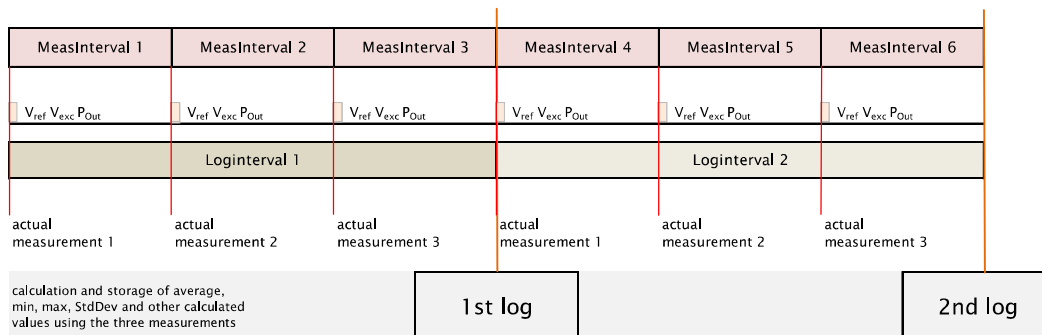 MeasInterval 1 MeasInterval 2 MeasInterval 3 MeasInterval 4 MeasInterval 5 MeasInterval 6
Vref Vexc POut Vref Vexc POut Vref Vexc POut Vref Vexc POut Vref Vexc POut Vref Vexc POut
Loginterval 1 Loginterval 2
actual
measurement 1
actual
measurement 2
actual
measurement 3
actual
measurement 1
actual
measurement 2
actual
measurement 3
calculation and storage of average,
min, max, StdDev and other calculated
values using the three measurements
1st log
2nd log